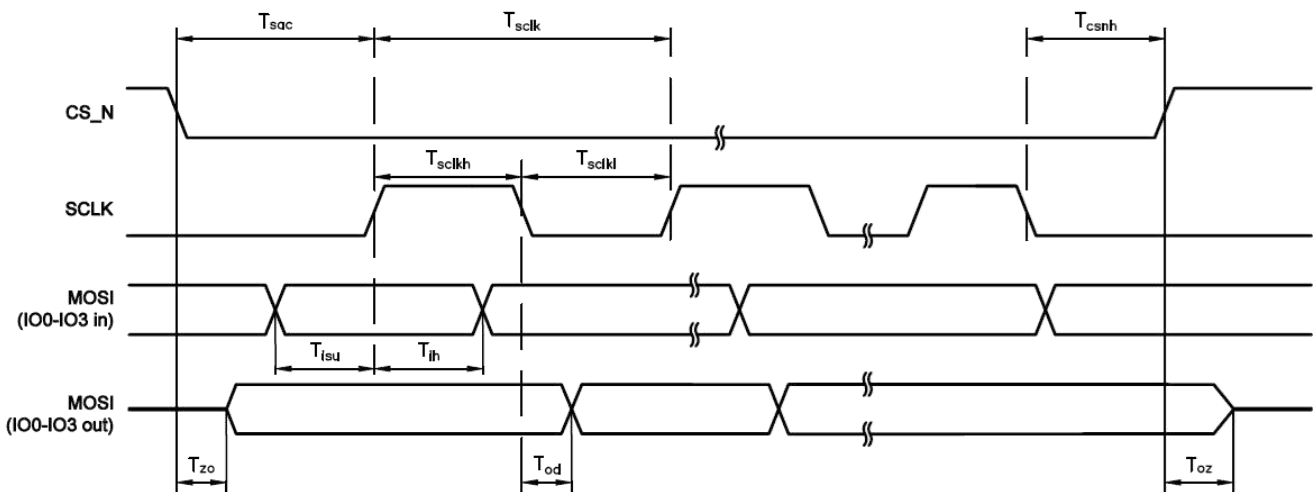 Tsac Tsclk Tcsnh
CS_N
Tsclkh Tsclkl
SCLK
MOSI
(IO0-IO3 in)
Tisu Tih
MOSI
(IO0-IO3 out)
Tzo Tod Toz